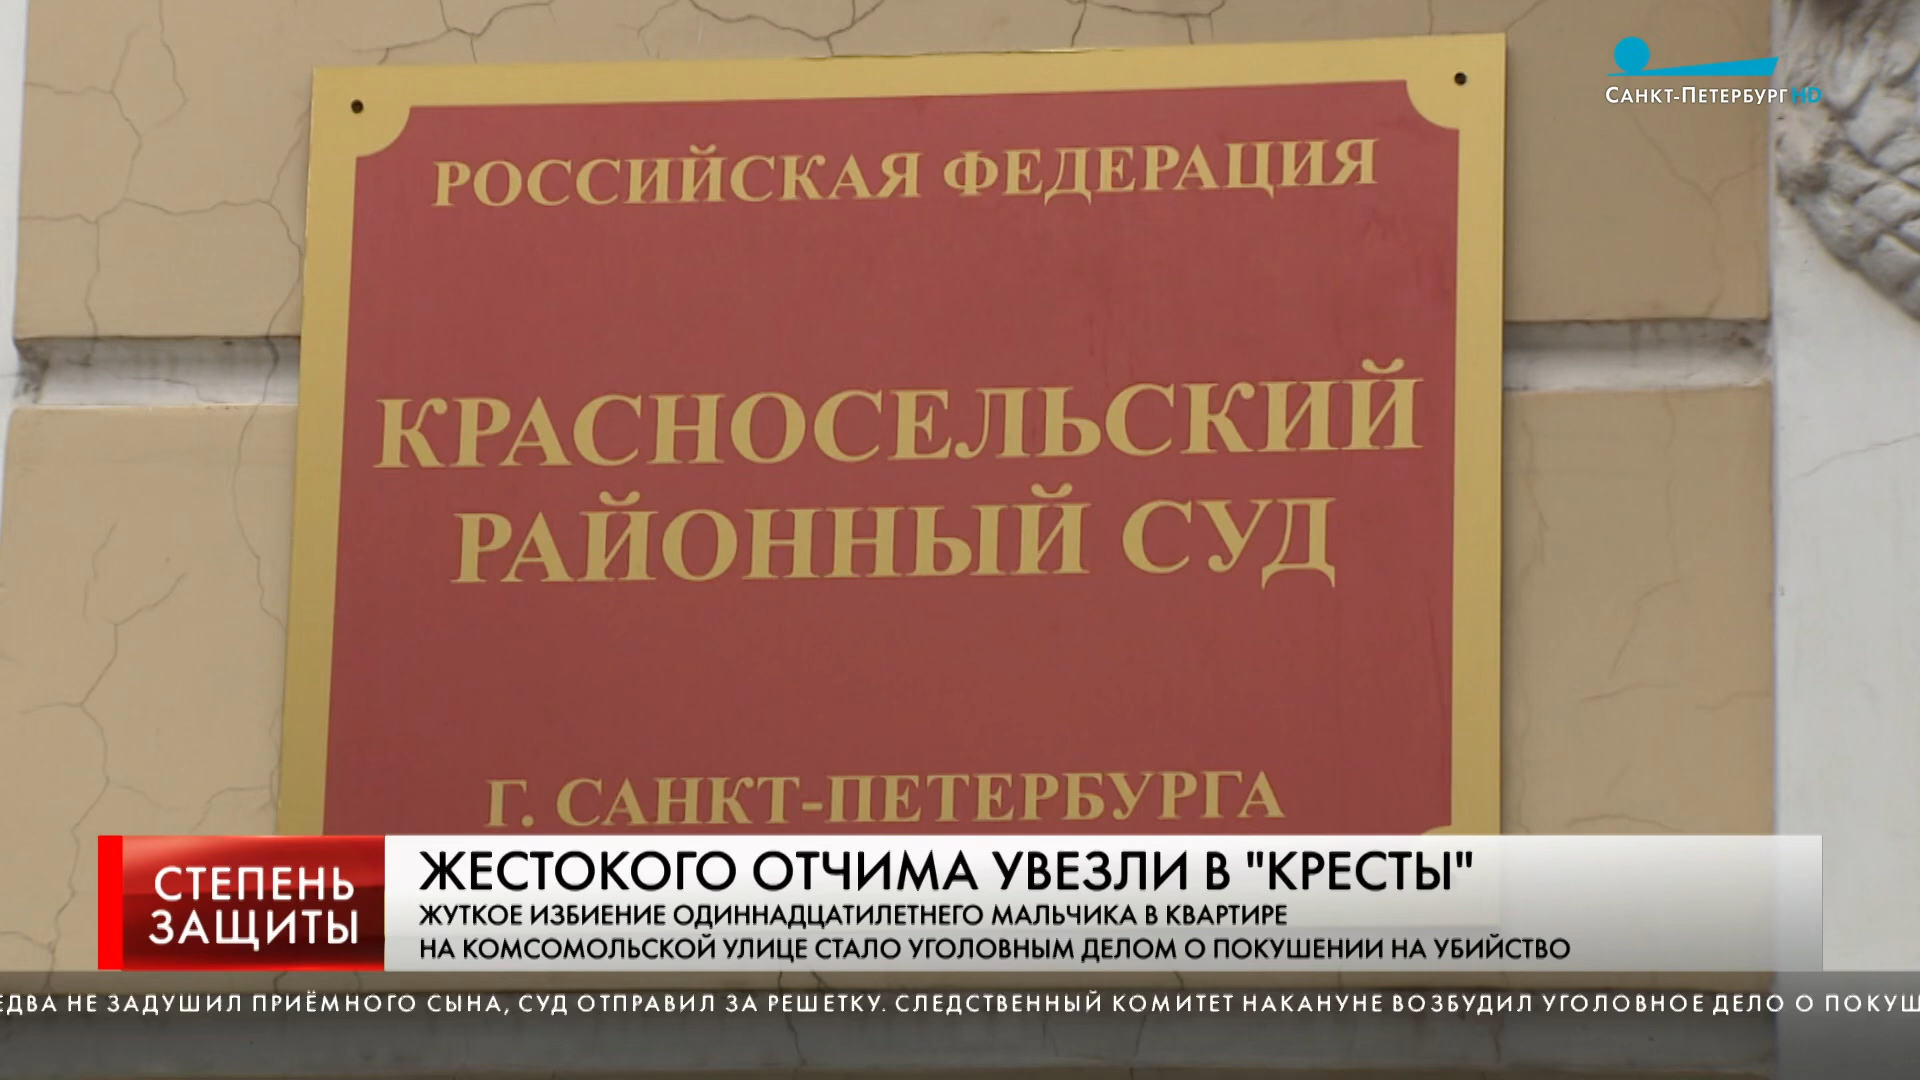 Санкт-Петербург HD
РОССИЙСКАЯ ФЕДЕРАЦИЯ
КРАСНОСЕЛЬСКИЙ
РАЙОННЫЙ СУД
Г. САНКТ-ПЕТЕРБУРГА
СТЕПЕНЬ
ЗАЩИТЫ
ЖЕСТОКОГО ОТЧИМА УВЕЗЛИ В "КРЕСТЫ"
ЖУТКОЕ ИЗБИЕНИЕ ОДИННАДЦАТИЛЕТНЕГО МАЛЬЧИКА В КВАРТИРЕ
НА КОМСОМОЛЬСКОЙ УЛИЦЕ СТАЛО УГОЛОВНЫМ ДЕЛОМ О ПОКУШЕНИИ НА УБИЙСТВО
ЕДВА НЕ ЗАДУШИЛ ПРИЁМНОГО СЫНА, СУД ОТПРАВИЛ ЗА РЕШЕТКУ. СЛЕДСТВЕННЫЙ КОМИТЕТ НАКАНУНЕ ВОЗБУДИЛ УГОЛОВНОЕ ДЕЛО О ПОКУШ